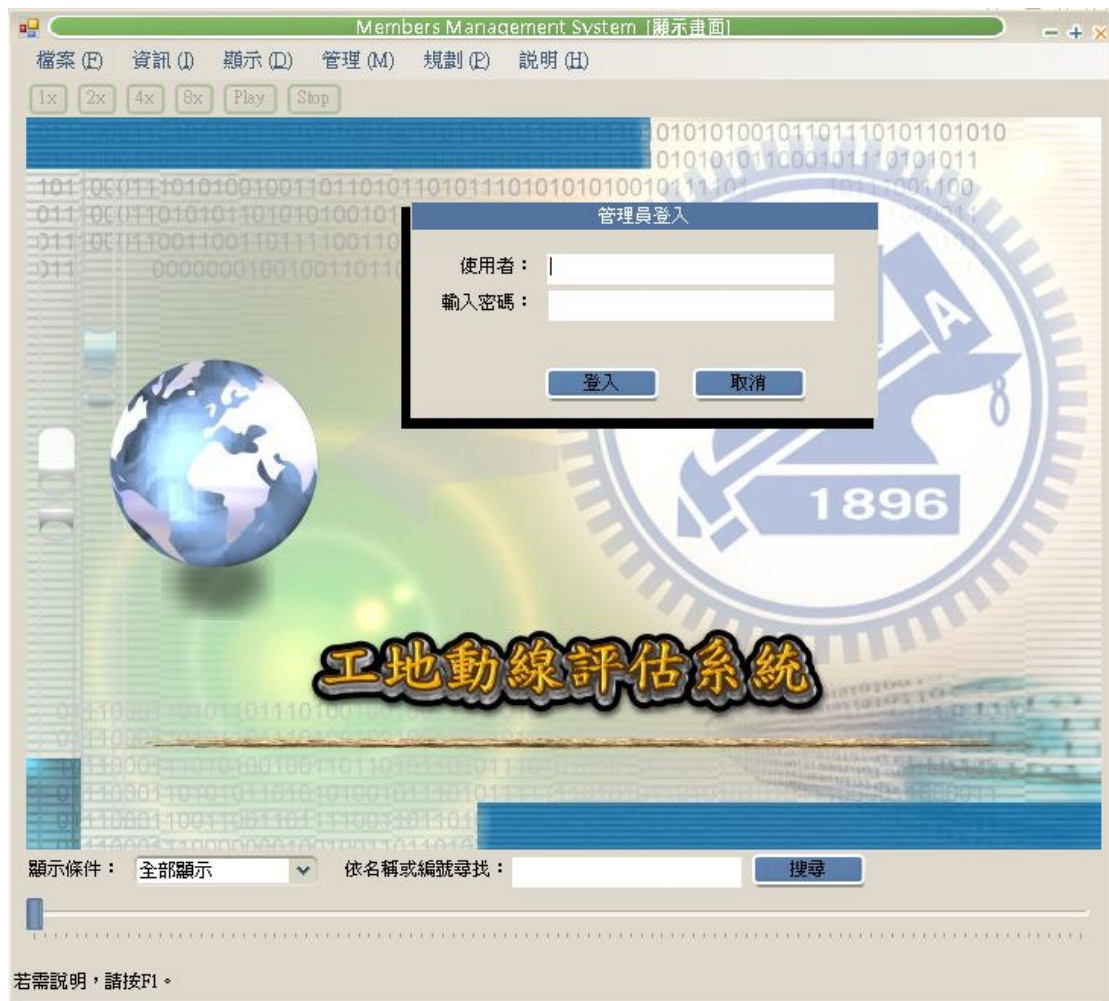 Members Management System [顯示畫面]
檔案 (F) 資訊 (I) 顯示 (D) 管理 (M) 規劃 (P) 説明 (H)
1x 2x 4x 8x Play Stop
管理員登入
使用者：
輸入密碼：
登入 取消
1896
工地動線評估系統
顯示條件： 全部顯示 依名稱或編號尋找： 搜尋
若需説明，請按F1。